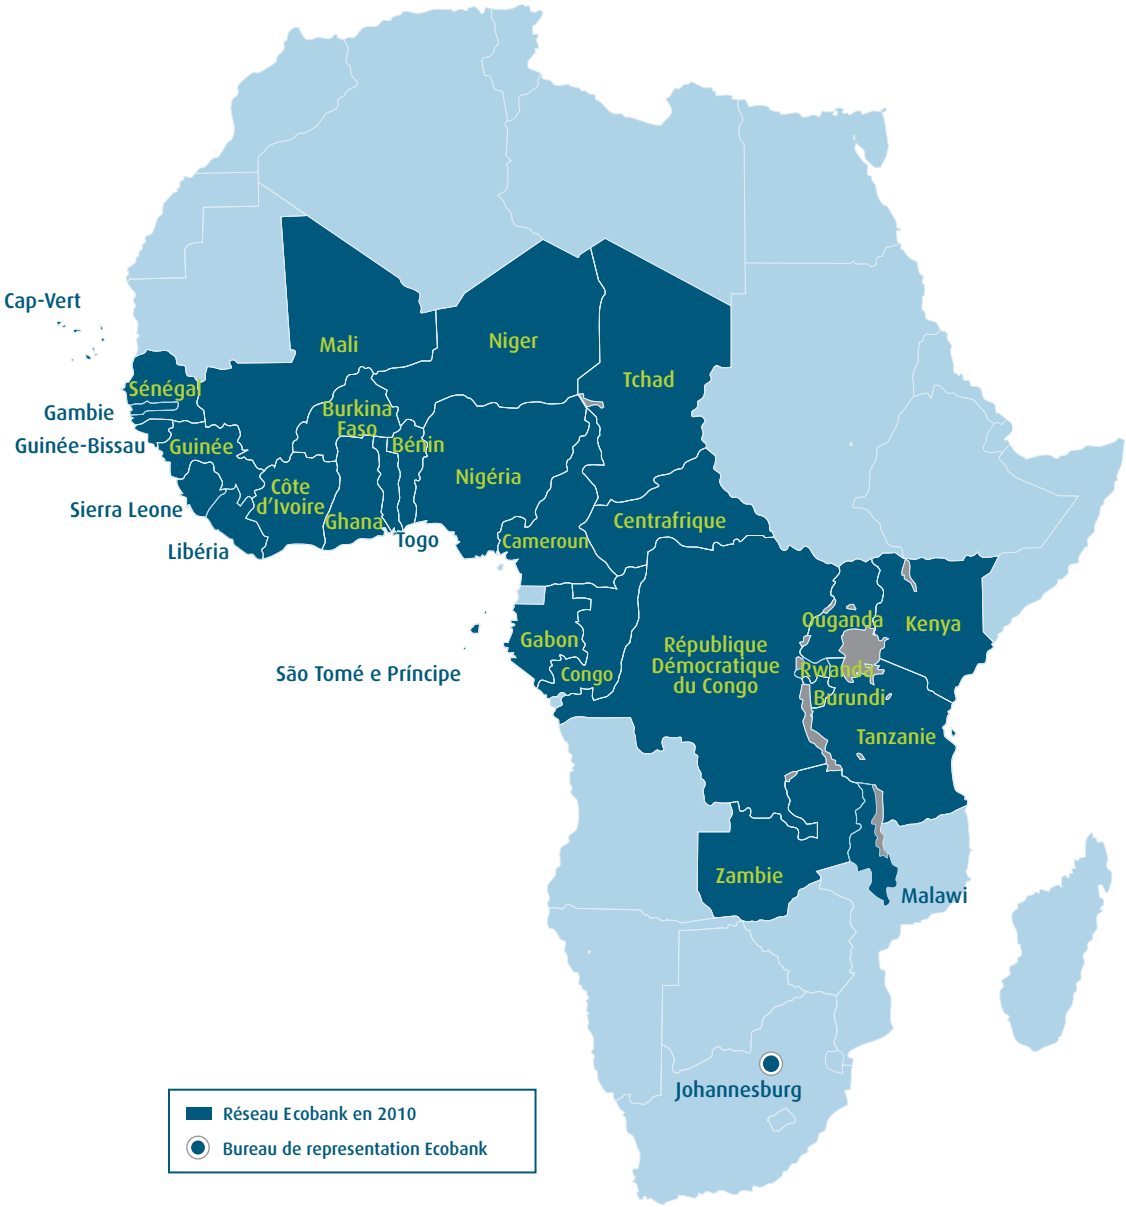 Cap-Vert
Mali
Niger
Tchad
Sénégal
Gambie
Burkina
Faso
Guinée-Bissau
Guinée
Bénin
Nigéria
Côte
d'Ivoire
Sierra Leone
Ghana
Centrafrique
Togo
Cameroun
Libéria
Ouganda
Kenya
Gabon
République
Démocratique
du Congo
São Tomé e Príncipe
Congo
Rwanda
Burundi
Tanzanie
Zambie
Malawi
Johannesburg
Réseau Ecobank en 2010
Bureau de representation Ecobank